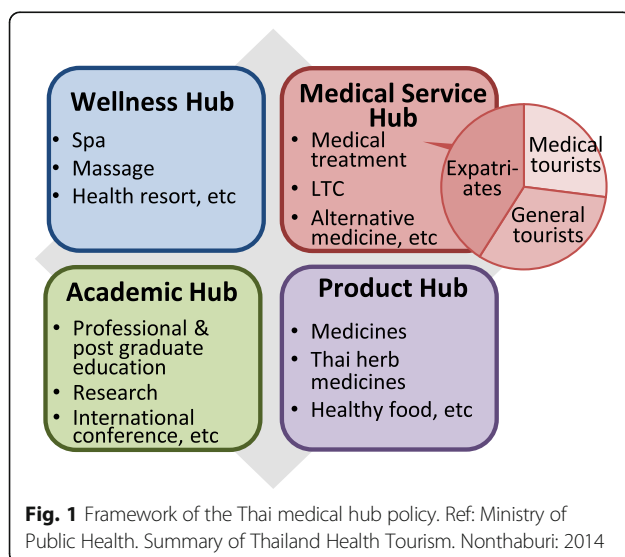 Wellness Hub
• Spa
• Massage
• Health resort, etc
Medical Service
Hub
• Medical
treatment
• LTC
• Alternative
medicine, etc
Expatri-
ates
Medical
tourists
General
tourists
Academic Hub
• Professional &
post graduate
education
• Research
• International
conference, etc
Product Hub
• Medicines
• Thai herb
medicines
• Healthy food, etc
Fig. 1 Framework of the Thai medical hub policy. Ref: Ministry of
Public Health. Summary of Thailand Health Tourism. Nonthaburi: 2014